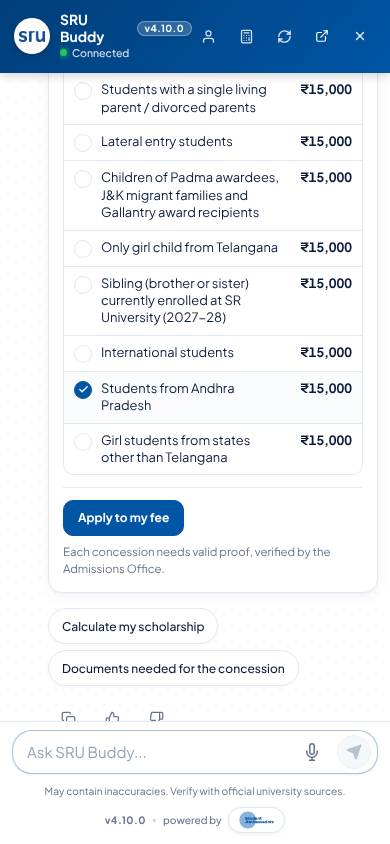 sru
SRU
Buddy
v4.10.0
Connected
Students with a single living
parent / divorced parents
₹15,000
Lateral entry students
₹15,000
Children of Padma awardees,
J&K migrant families and
Gallantry award recipients
₹15,000
Only girl child from Telangana
₹15,000
Sibling (brother or sister)
currently enrolled at SR
University (2027–28)
₹15,000
International students
₹15,000
Students from Andhra
Pradesh
₹15,000
Girl students from states
other than Telangana
₹15,000
Apply to my fee
Each concession needs valid proof, verified by the
Admissions Office.
Calculate my scholarship
Documents needed for the concession
Ask SRU Buddy...
May contain inaccuracies. Verify with official university sources.
v4.10.0 • powered by
Student
Ambassadors